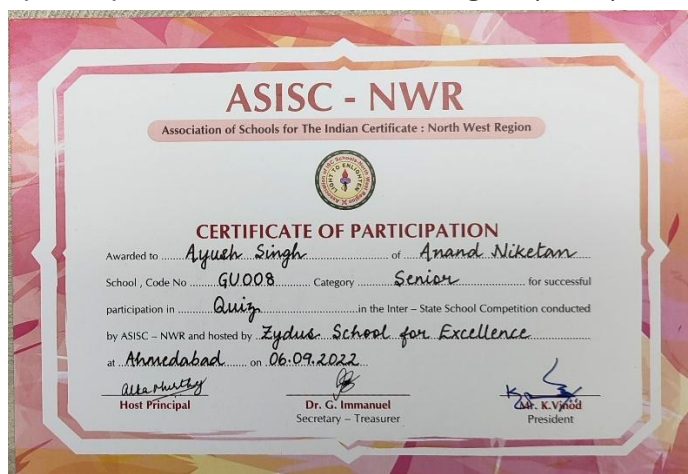 ASISC - NWR
Association of Schools for The Indian Certificate : North West Region
LIGHT TO ENLIGHTEN
CERTIFICATE OF PARTICIPATION
Awarded to Ayush Singh of Anand Niketan
School , Code No GU008 Category Senior for successful
participation in Quiz in the Inter – State School Competition conducted
by ASISC – NWR and hosted by Zydus School for Excellence
at Ahmedabad on 06.09.2022
Host Principal Dr. G. Immanuel Mr. K.Vinod
Secretary – Treasurer President